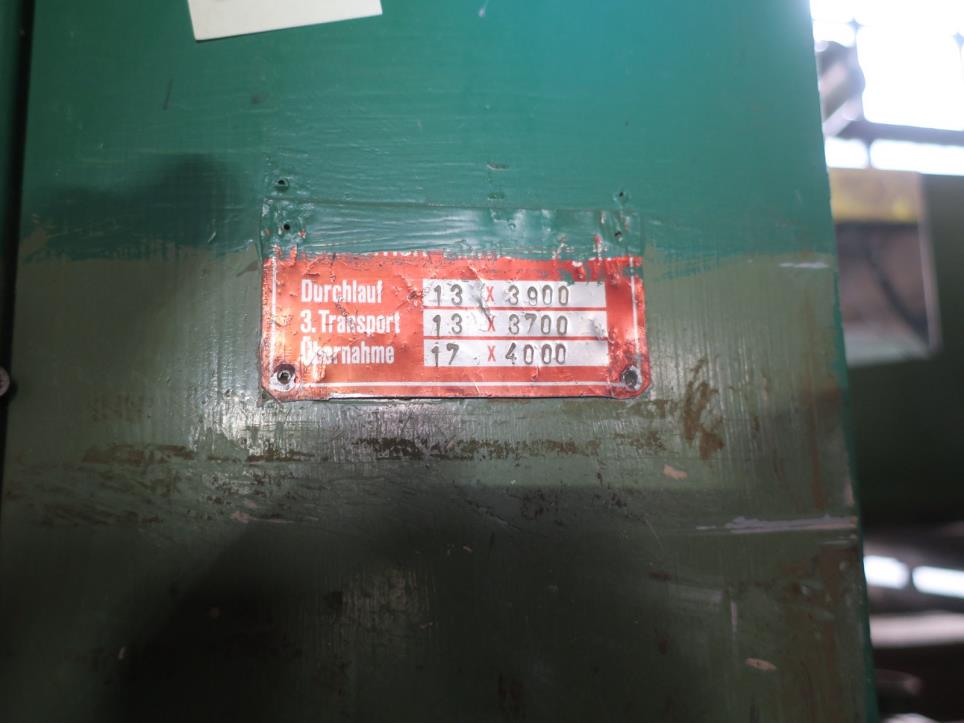 Durchlauf 13 X 3900
3. Transport 13 X 3700
Übernahme 17 X 4000